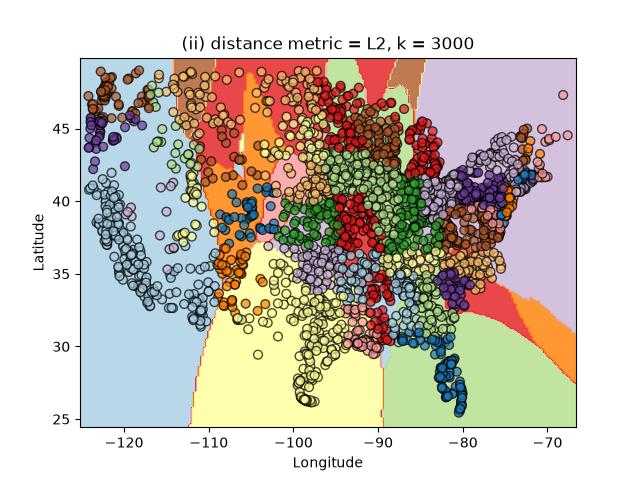 (ii) distance metric = L2, k = 3000
Latitude
45
40
35
30
25
−120 −110 −100 −90 −80 −70
Longitude